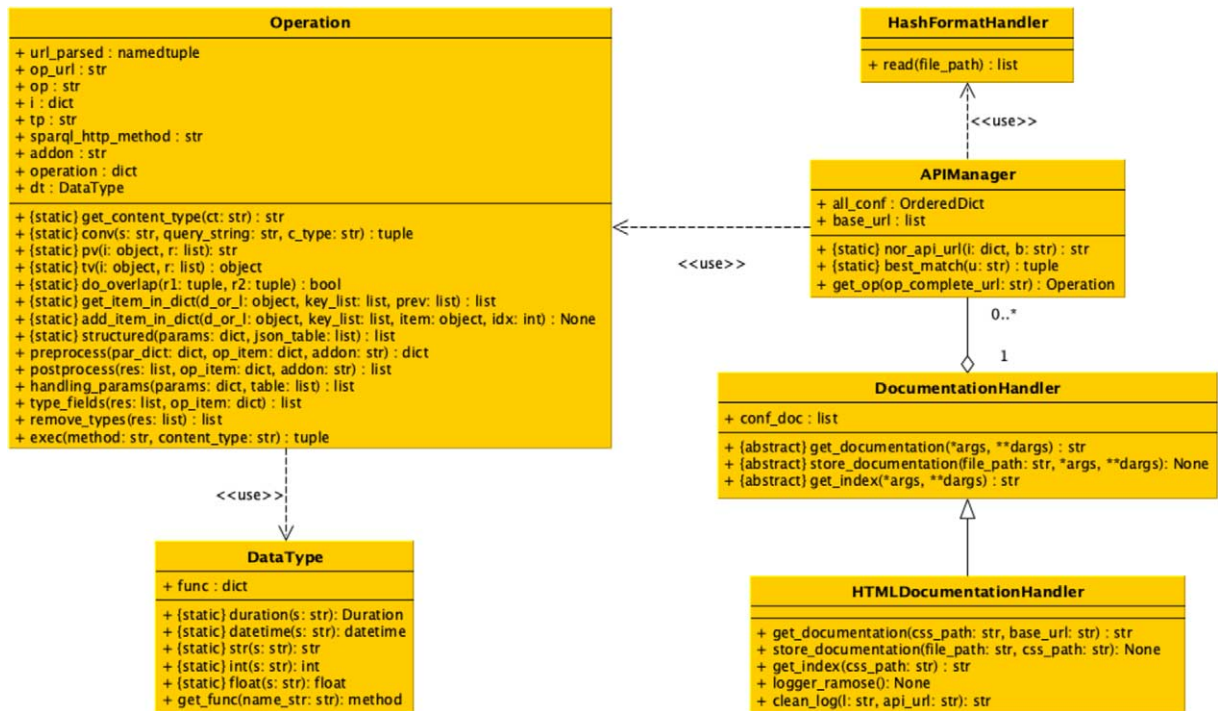 Operation
+ url_parsed : namedtuple
+ op_url : str
+ op : str
+ i : dict
+ tp : str
+ sparql_http_method : str
+ addon : str
+ operation : dict
+ dt : DataType
+ {static} get_content_type(ct: str) : str
+ {static} conv(s: str, query_string: str, c_type: str) : tuple
+ {static} pv(i: object, r: list): str
+ {static} tv(i: object, r: list) : object
+ {static} do_overlap(r1: tuple, r2: tuple) : bool
+ {static} get_item_in_dict(d_or_l: object, key_list: list, prev: list) : list
+ {static} add_item_in_dict(d_or_l: object, key_list: list, item: object, idx: int) : None
+ {static} structured(params: dict, json_table: list) : list
+ preprocess(par_dict: dict, op_item: dict, addon: str) : dict
+ postprocess(res: list, op_item: dict, addon: str) : list
+ handling_params(params: dict, table: list) : list
+ type_fields(res: list, op_item: dict) : list
+ remove_types(res: list) : list
+ exec(method: str, content_type: str) : tuple
<<use>>
DataType
+ func : dict
+ {static} duration(s: str): Duration
+ {static} datetime(s: str): datetime
+ {static} str(s: str): str
+ {static} int(s: str): int
+ {static} float(s: str): float
+ get_func(name_str: str): method
HashFormatHandler
+ read(file_path) : list
<<use>>
APIManager
+ all_conf : OrderedDict
+ base_url : list
+ {static} nor_api_url(i: dict, b: str) : str
+ {static} best_match(u: str) : tuple
+ get_op(op_complete_url: str) : Operation
<<use>>
0..*
1
DocumentationHandler
+ conf_doc : list
+ {abstract} get_documentation(*args, **dargs) : str
+ {abstract} store_documentation(file_path: str, *args, **dargs): None
+ {abstract} get_index(*args, **dargs) : str
HTMLDocumentationHandler
+ get_documentation(css_path: str, base_url: str) : str
+ store_documentation(file_path: str, css_path: str): None
+ get_index(css_path: str) : str
+ logger_ramose(): None
+ clean_log(l: str, api_url: str): str